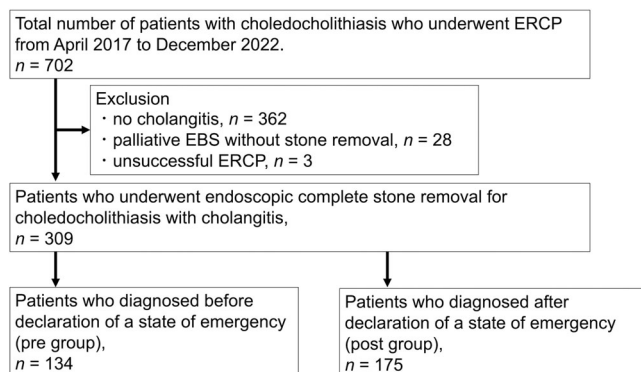 Total number of patients with choledocholithiasis who underwent ERCP
from April 2017 to December 2022.
n = 702
Exclusion
・no cholangitis, n = 362
・palliative EBS without stone removal, n = 28
・unsuccessful ERCP, n = 3
Patients who underwent endoscopic complete stone removal for
choledocholithiasis with cholangitis,
n = 309
Patients who diagnosed before
declaration of a state of emergency
(pre group),
n = 134
Patients who diagnosed after
declaration of a state of emergency
(post group),
n = 175